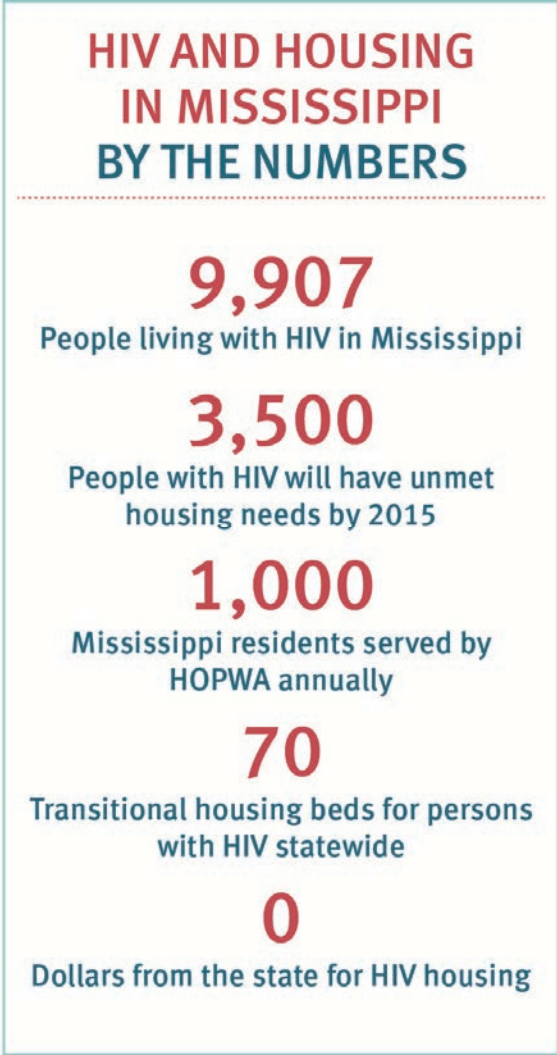 HIV AND HOUSING
IN MISSISSIPPI
BY THE NUMBERS
9,907
People living with HIV in Mississippi
3,500
People with HIV will have unmet
housing needs by 2015
1,000
Mississippi residents served by
HOPWA annually
70
Transitional housing beds for persons
with HIV statewide
0
Dollars from the state for HIV housing